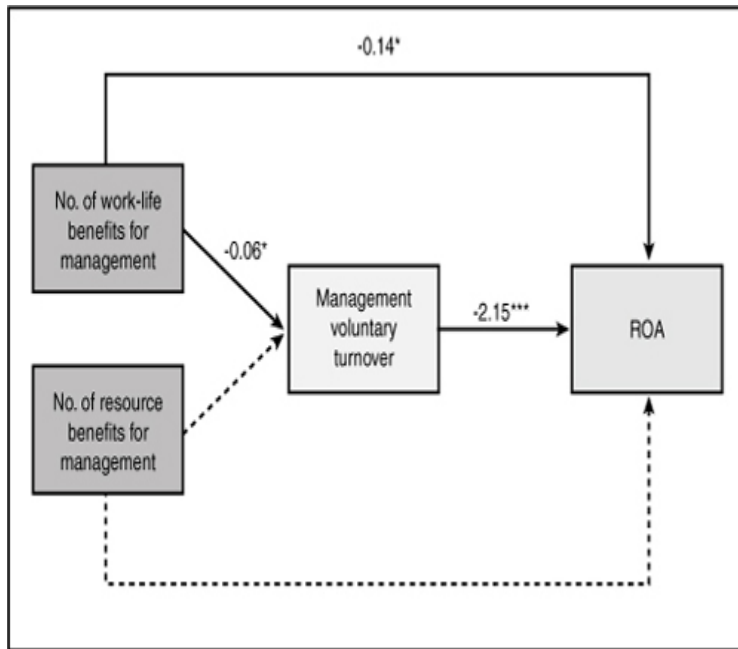 -0.14*
No. of work-life
benefits for
management
-0.06*
Management
voluntary
turnover
-2.15***
ROA
No. of resource
benefits for
management